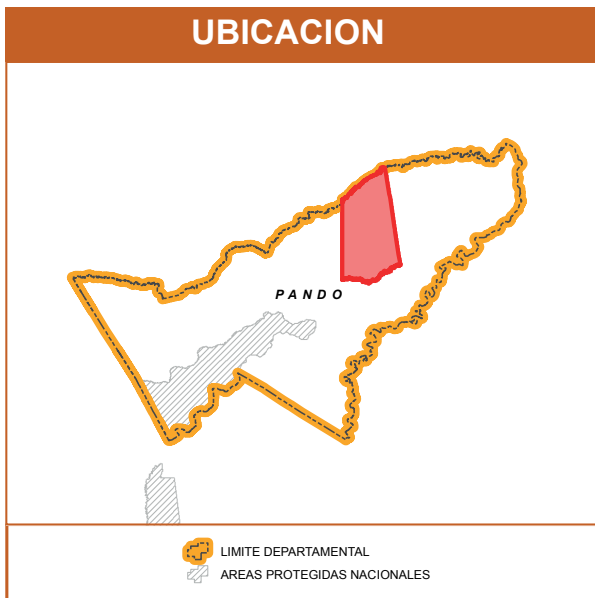 UBICACION
PANDO
LIMITE DEPARTAMENTAL
AREAS PROTEGIDAS NACIONALES